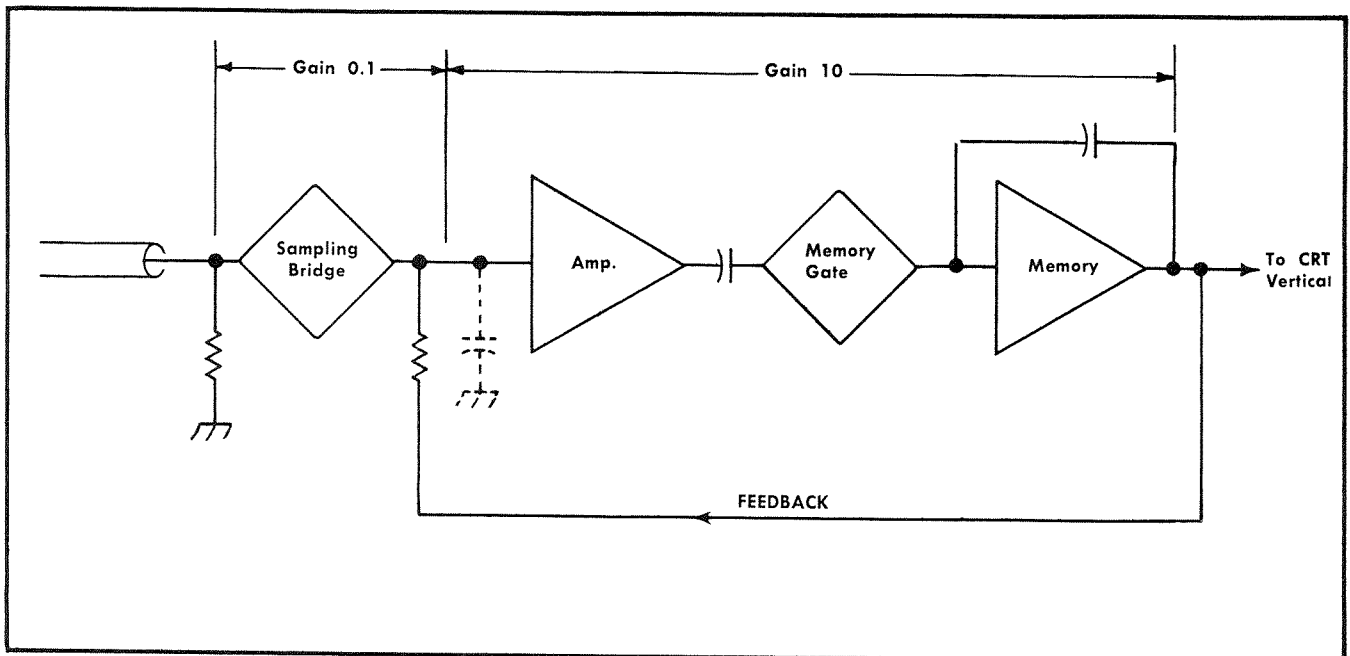 Gain 0.1
Gain 10
Sampling
Bridge
Amp.
Memory
Gate
Memory
To CRT
Vertical
FEEDBACK